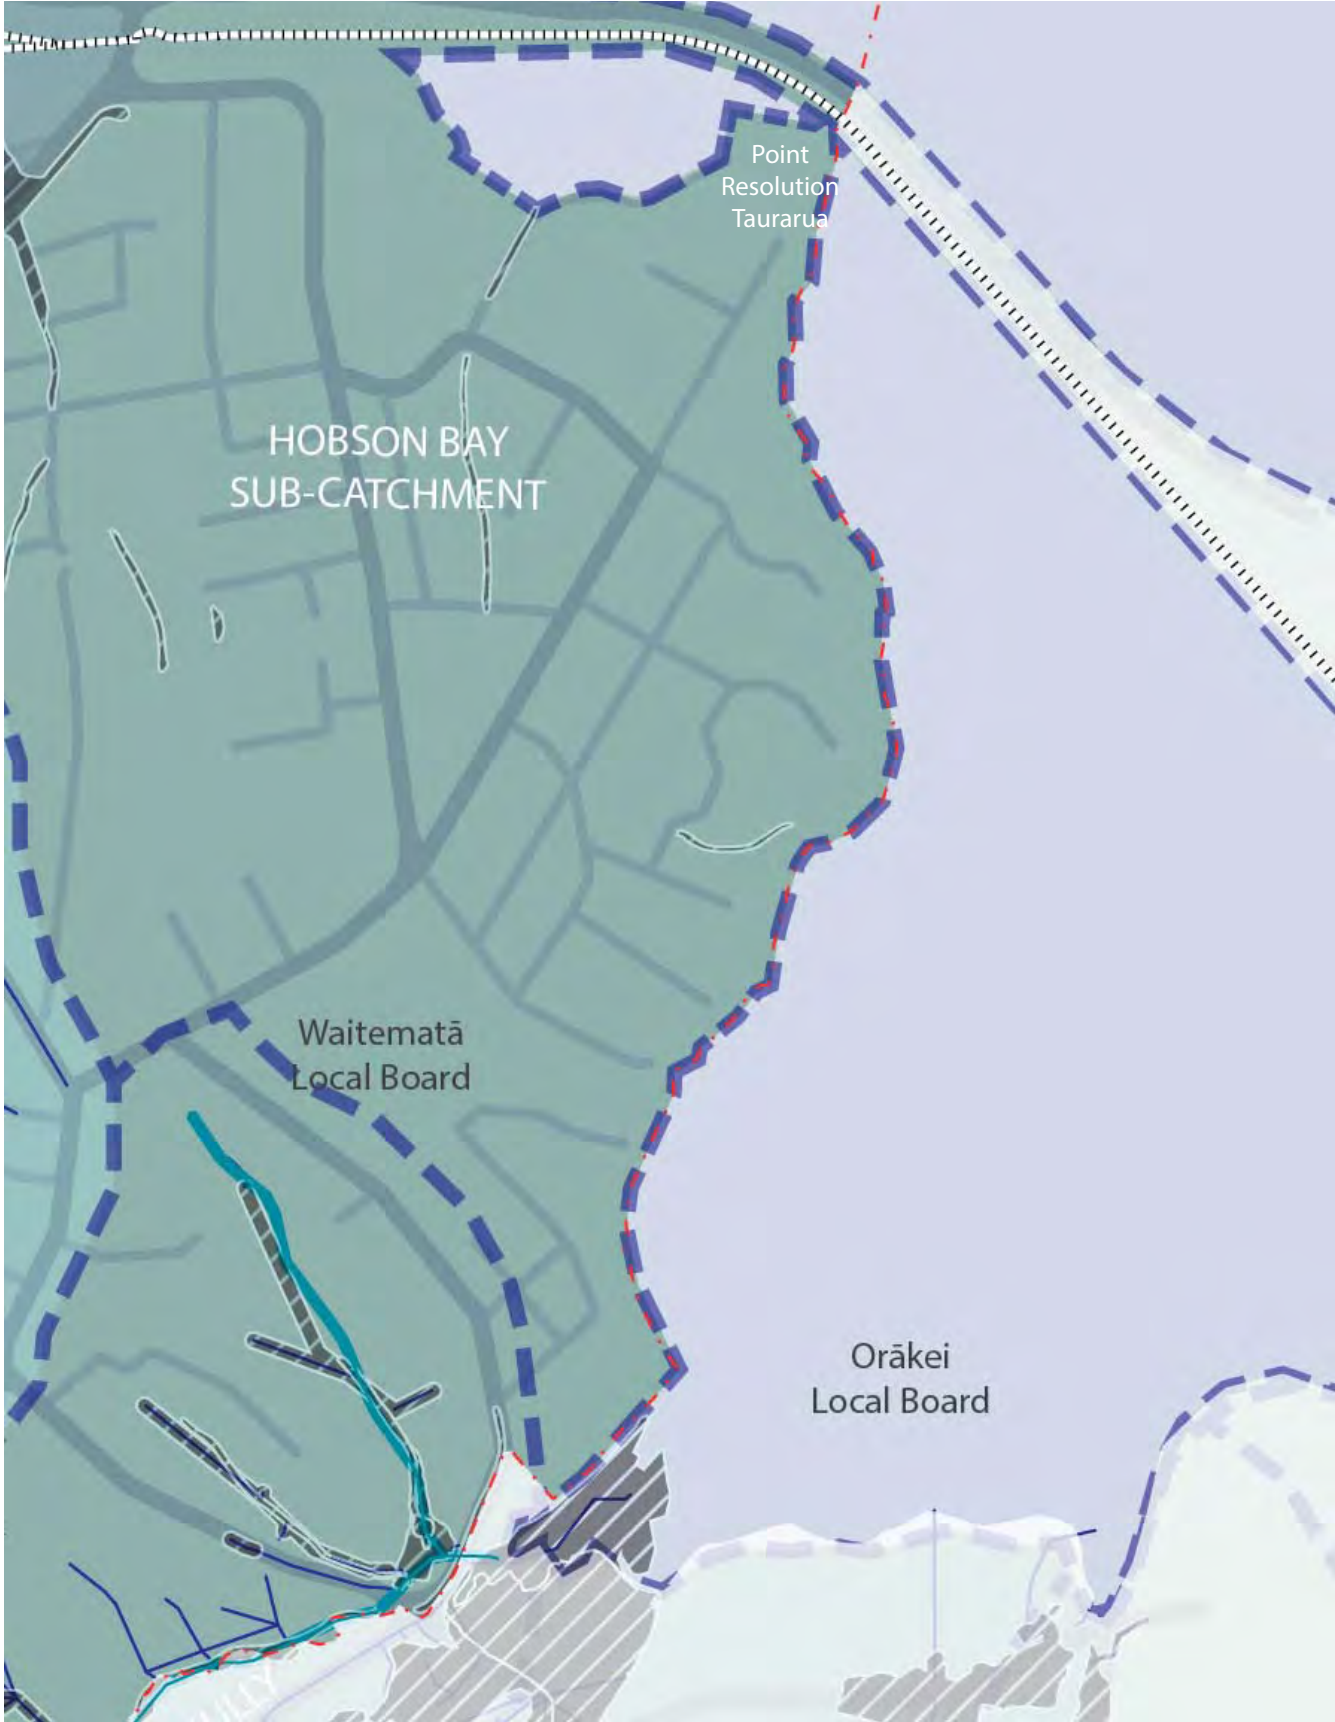 Point
Resolution
Taurarua
HOBSON BAY
SUB-CATCHMENT
Waitematā
Local Board
Orākei
Local Board